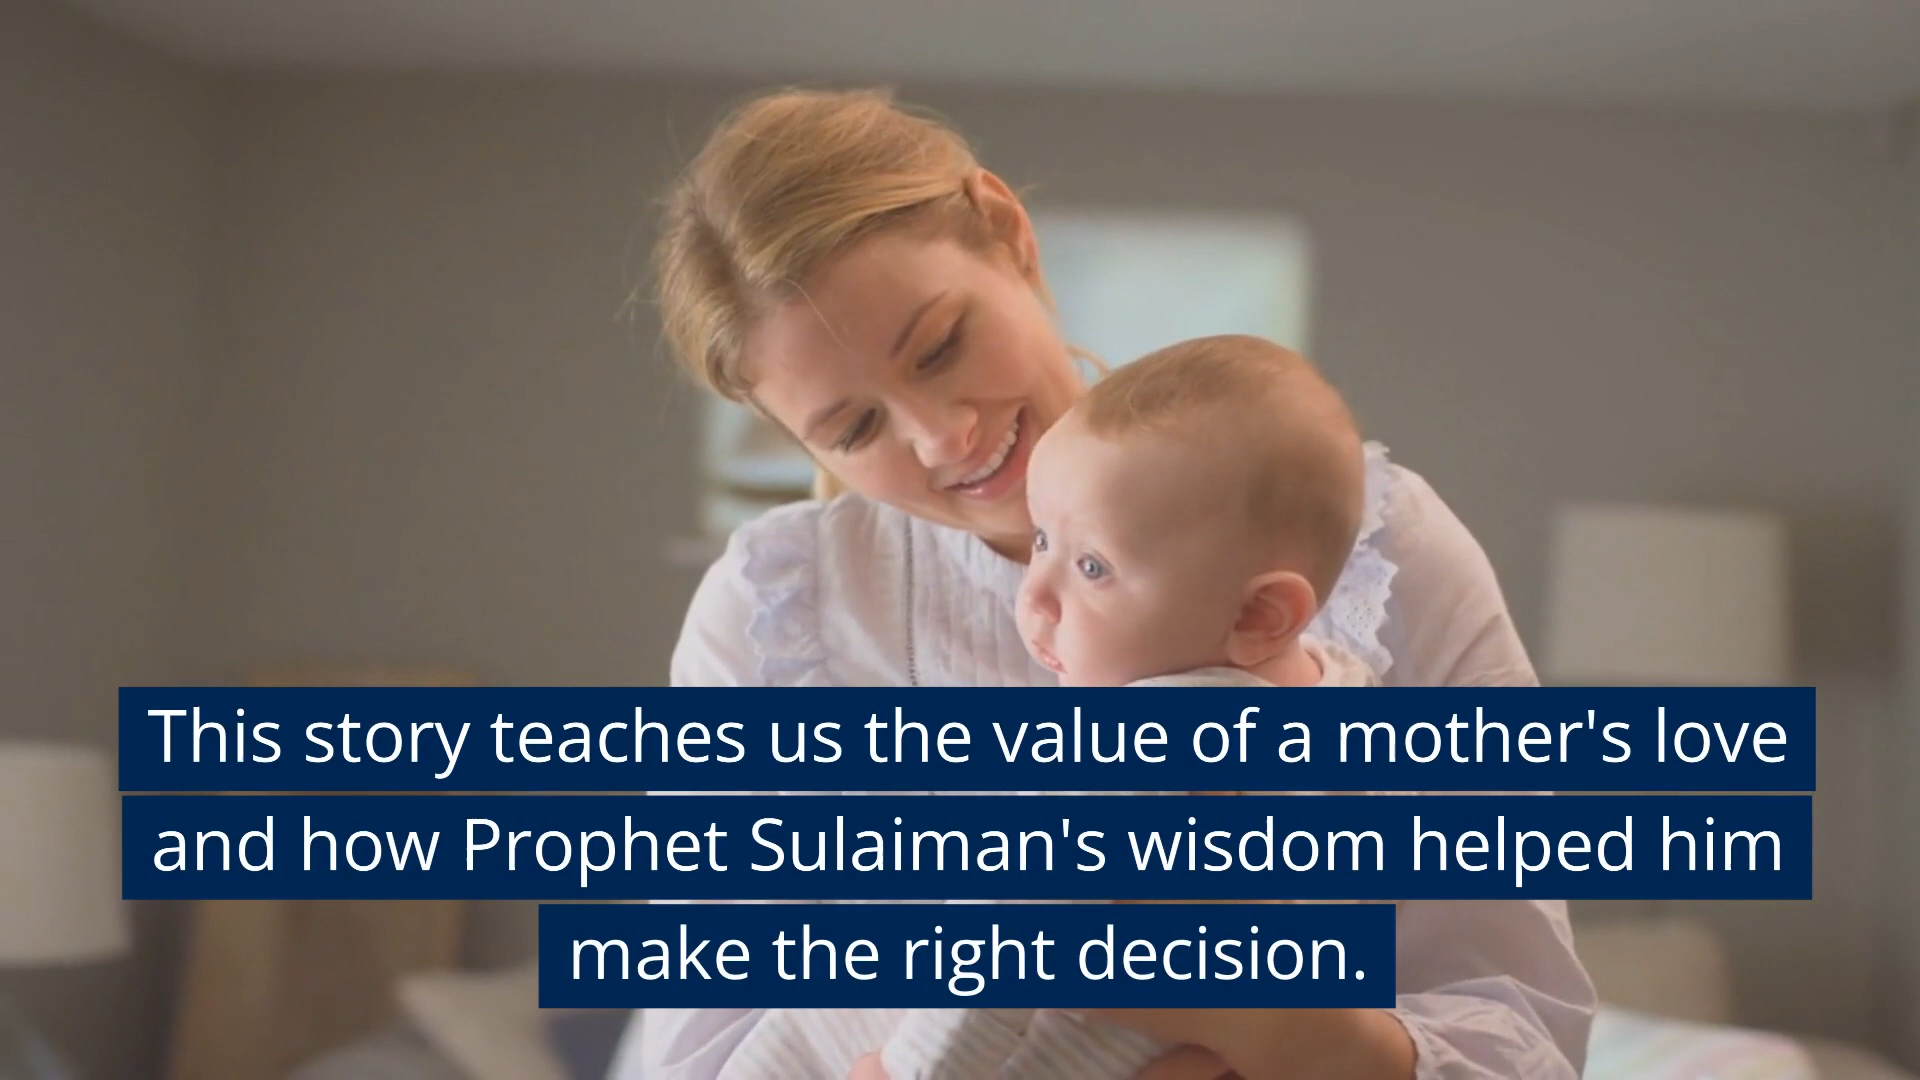 This story teaches us the value of a mother's love
and how Prophet Sulaiman's wisdom helped him
make the right decision.